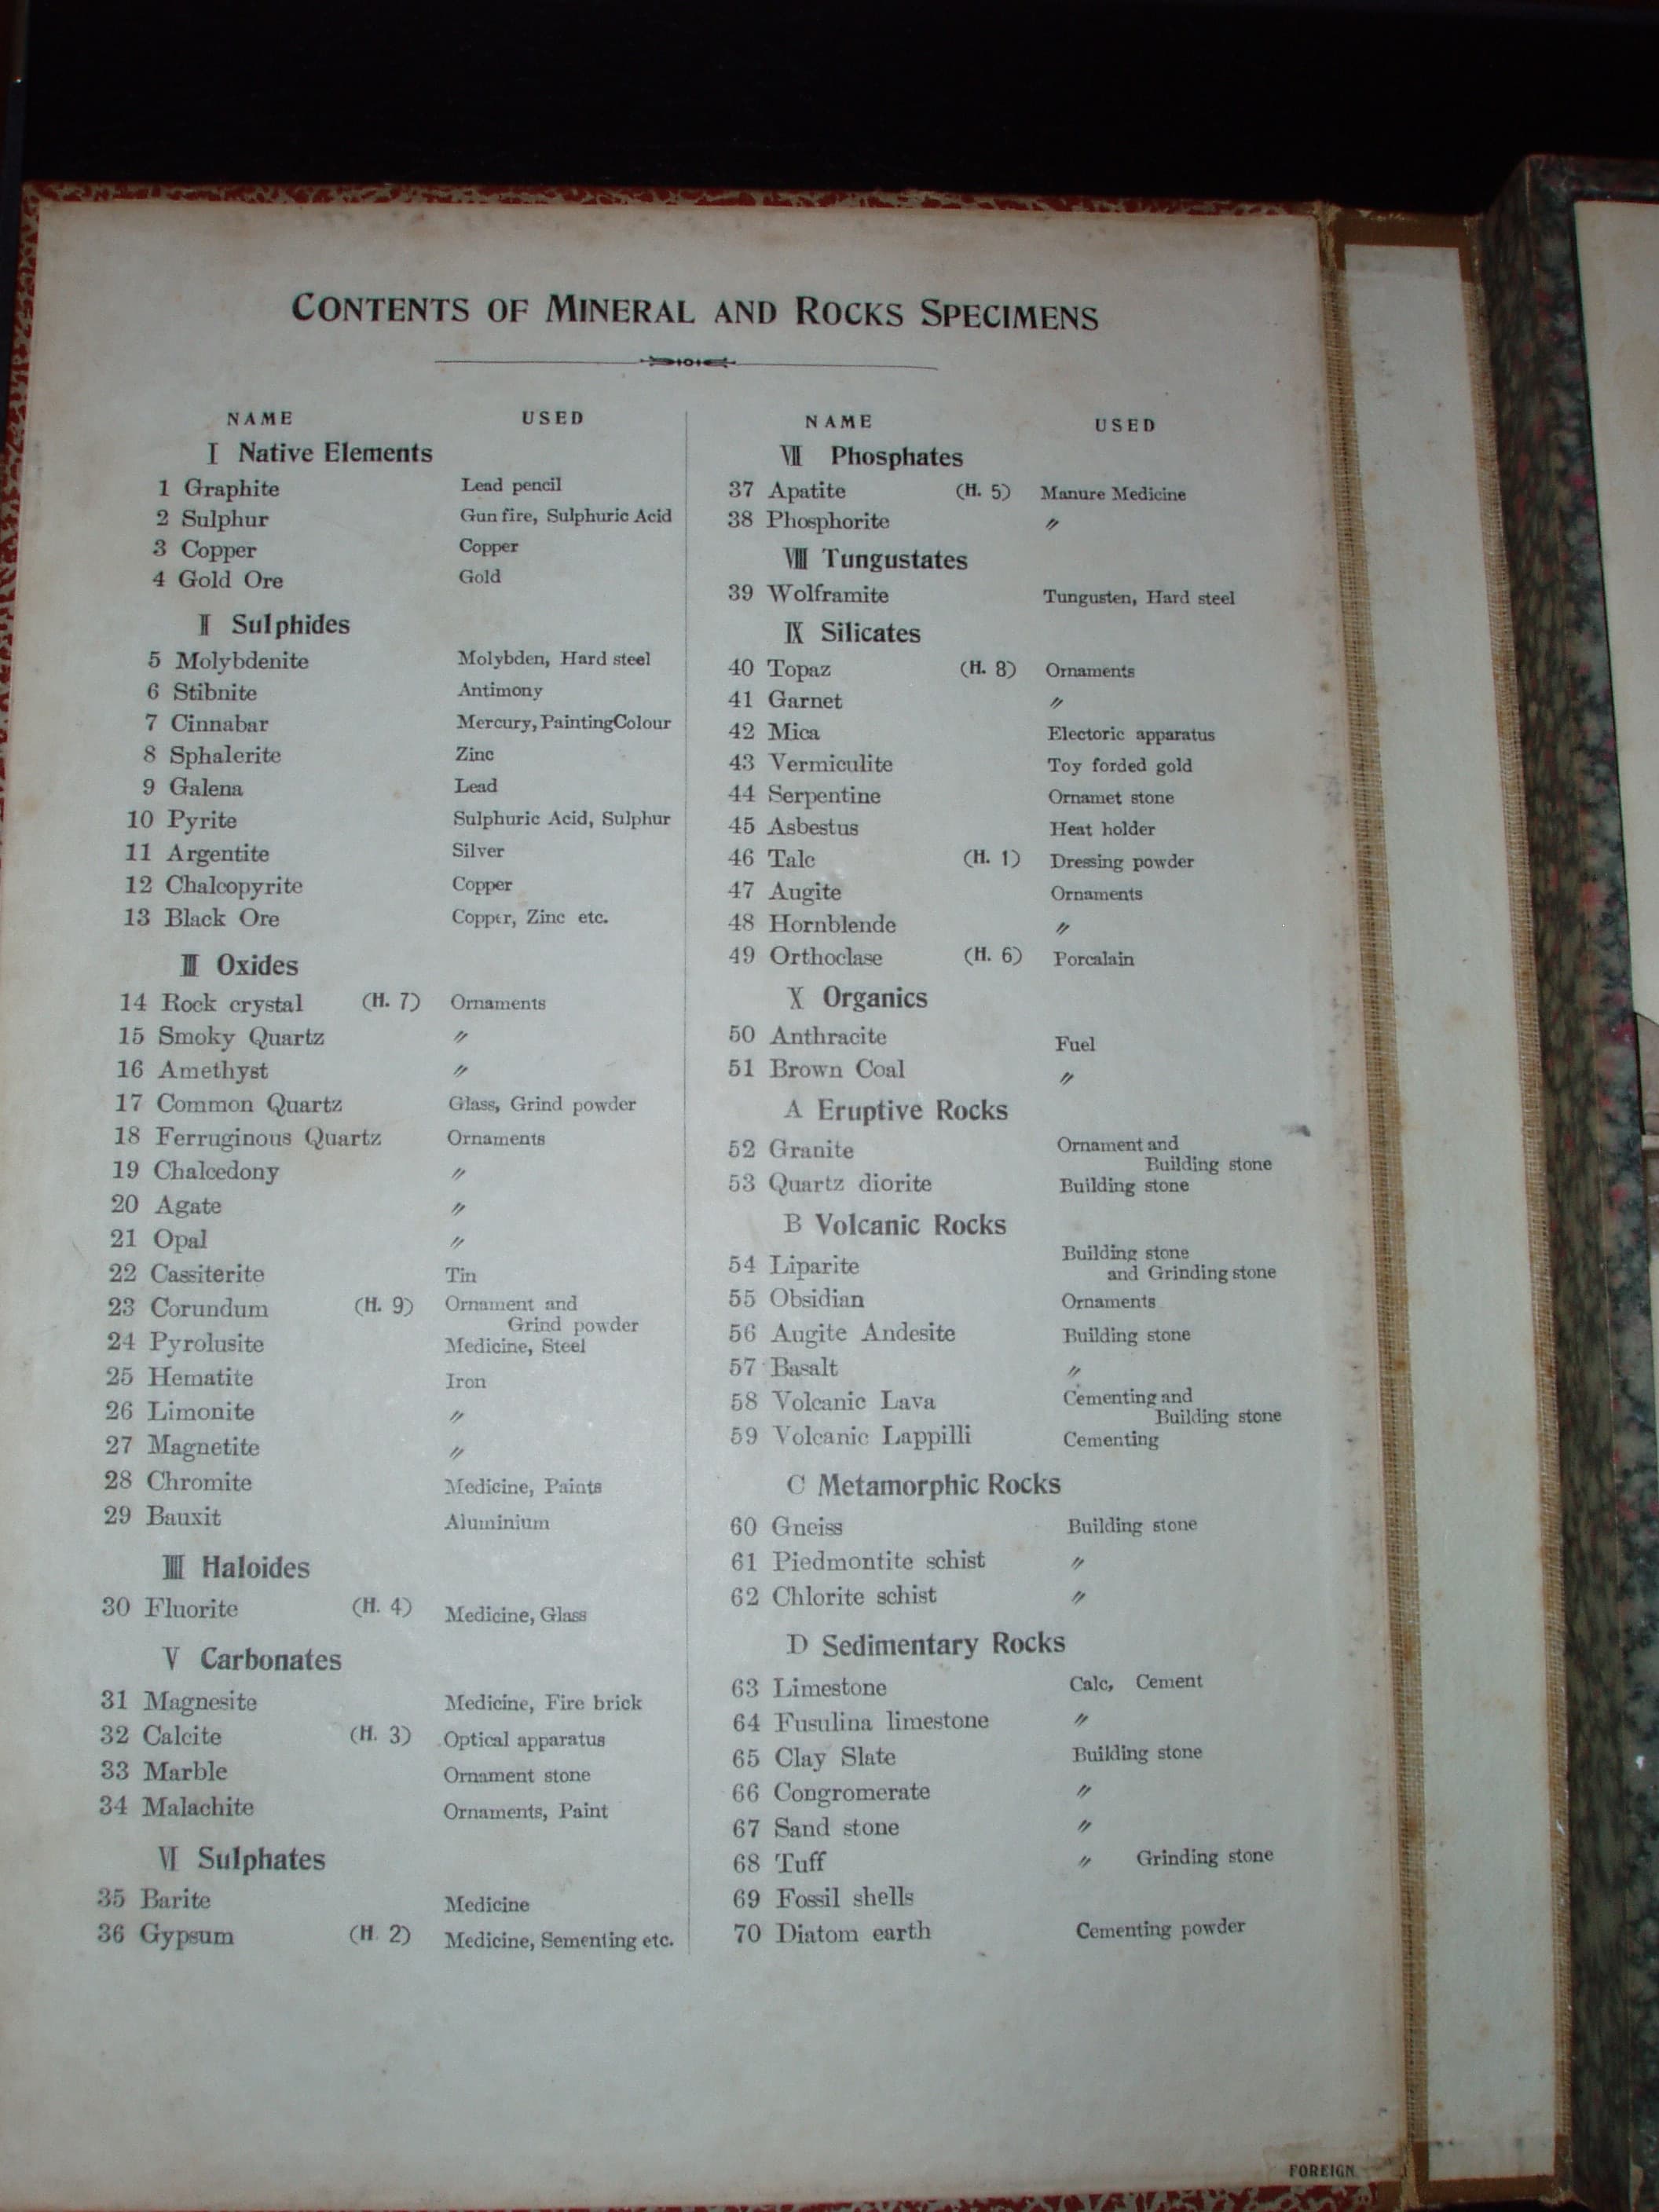 CONTENTS OF MINERAL AND ROCKS SPECIMENS
NAME USED
I Native Elements
1 Graphite Lead pencil
2 Sulphur Gun fire, Sulphuric Acid
3 Copper Copper
4 Gold Ore Gold
II Sulphides
5 Molybdenite Molybden, Hard steel
6 Stibnite Antimony
7 Cinnabar Mercury, PaintingColour
8 Sphalerite Zinc
9 Galena Lead
10 Pyrite Sulphuric Acid, Sulphur
11 Argentite Silver
12 Chalcopyrite Copper
13 Black Ore Copper, Zinc etc.
III Oxides
14 Rock crystal (H. 7) Ornaments
15 Smoky Quartz 〃
16 Amethyst 〃
17 Common Quartz Glass, Grind powder
18 Ferruginous Quartz Ornaments
19 Chalcedony 〃
20 Agate 〃
21 Opal 〃
22 Cassiterite Tin
23 Corundum (H. 9) Ornament and
Grind powder
24 Pyrolusite Medicine, Steel
25 Hematite Iron
26 Limonite 〃
27 Magnetite 〃
28 Chromite Medicine, Paints
29 Bauxit Aluminium
IIII Haloides
30 Fluorite (H. 4) Medicine, Glass
V Carbonates
31 Magnesite Medicine, Fire brick
32 Calcite (H. 3) Optical apparatus
33 Marble Ornament stone
34 Malachite Ornaments, Paint
VI Sulphates
35 Barite Medicine
36 Gypsum (H. 2) Medicine, Sementing etc.
NAME USED
VII Phosphates
37 Apatite (H. 5) Manure Medicine
38 Phosphorite 〃
VIII Tungustates
39 Wolframite Tungusten, Hard steel
IX Silicates
40 Topaz (H. 8) Ornaments
41 Garnet 〃
42 Mica Electoric apparatus
43 Vermiculite Toy forded gold
44 Serpentine Ornamet stone
45 Asbestus Heat holder
46 Talc (H. 1) Dressing powder
47 Augite Ornaments
48 Hornblende 〃
49 Orthoclase (H. 6) Porcalain
X Organics
50 Anthracite Fuel
51 Brown Coal 〃
A Eruptive Rocks
52 Granite Ornament and
Building stone
53 Quartz diorite Building stone
B Volcanic Rocks
54 Liparite Building stone
and Grinding stone
55 Obsidian Ornaments
56 Augite Andesite Building stone
57 Basalt 〃
58 Volcanic Lava Cementing and
Building stone
59 Volcanic Lappilli Cementing
C Metamorphic Rocks
60 Gneiss Building stone
61 Piedmontite schist 〃
62 Chlorite schist 〃
D Sedimentary Rocks
63 Limestone Calc, Cement
64 Fusulina limestone 〃
65 Clay Slate Building stone
66 Congromerate 〃
67 Sand stone 〃
68 Tuff 〃 Grinding stone
69 Fossil shells
70 Diatom earth Cementing powder
FOREIGN